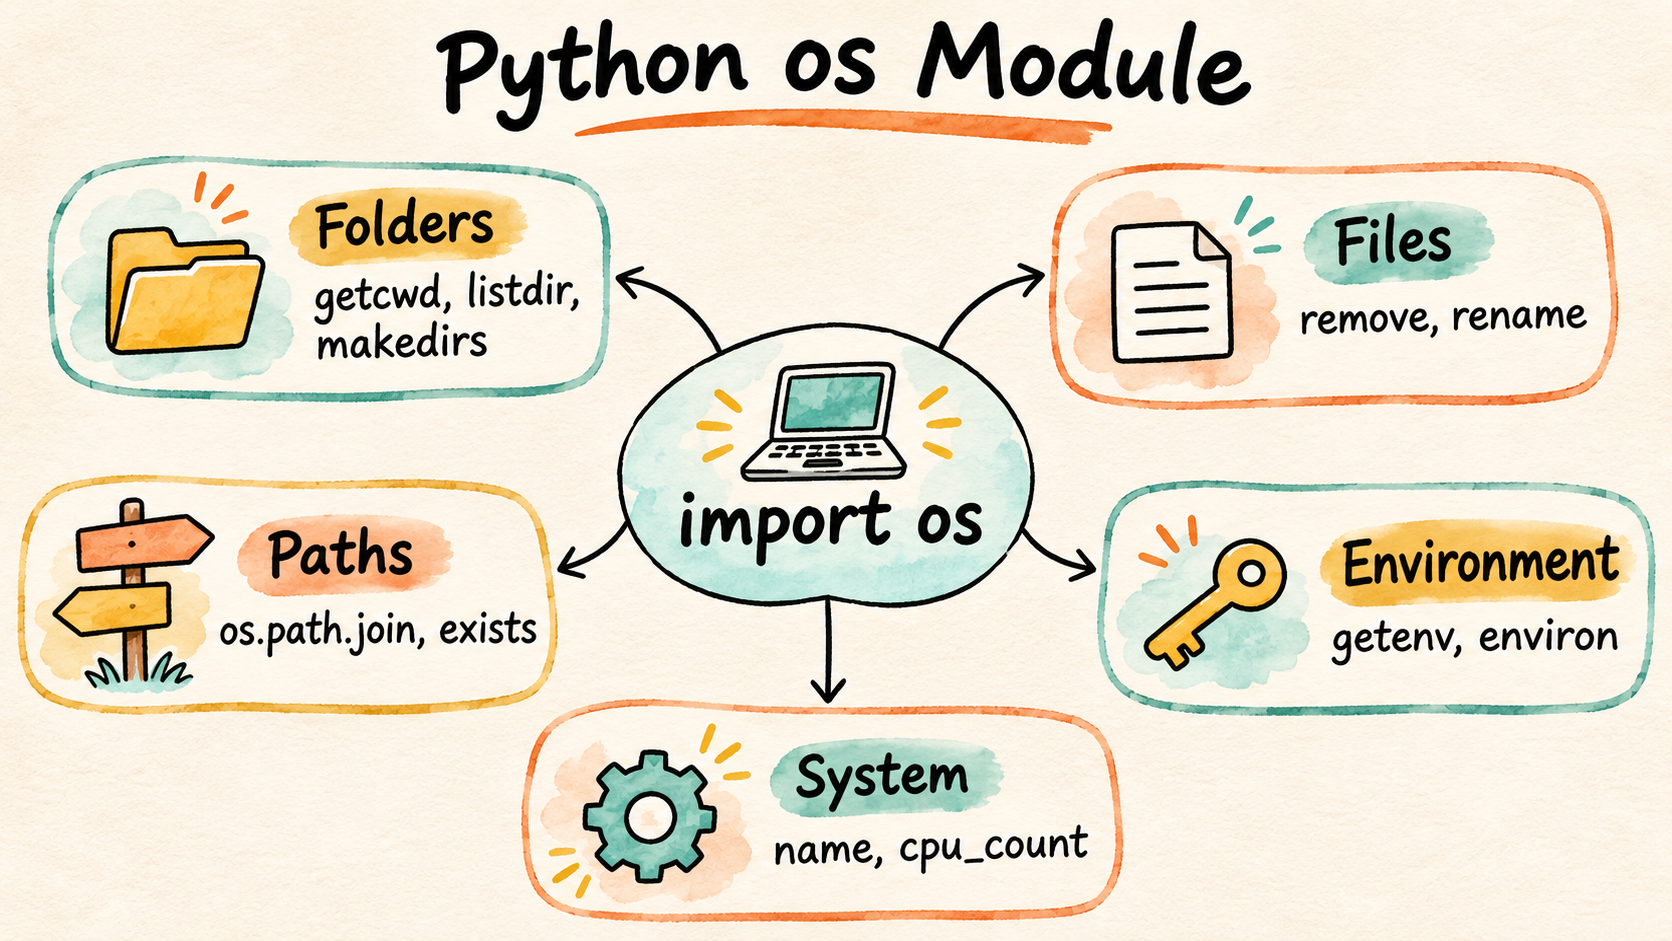 Python os Module
Folders
getcwd, listdir,
makedirs
Files
remove, rename
import os
Paths
os.path.join, exists
Environment
getenv, environ
System
name, cpu_count